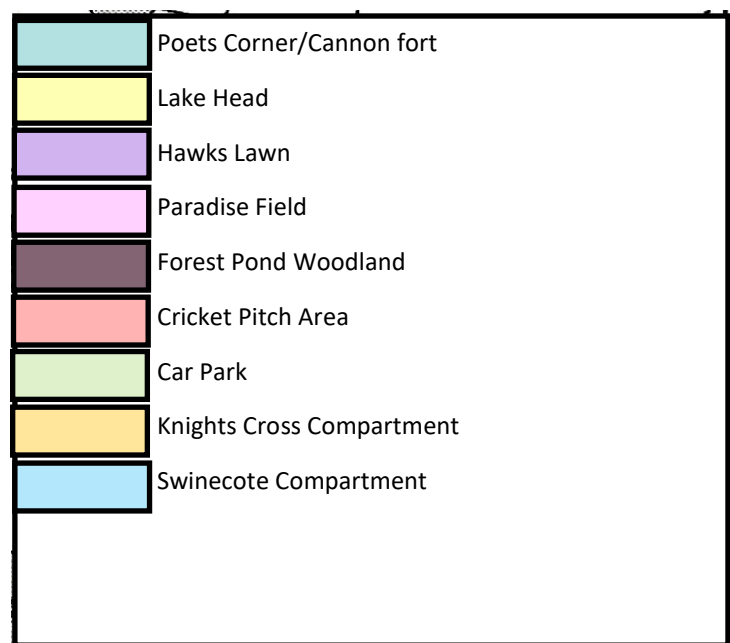 Poets Corner/Cannon fort
Lake Head
Hawks Lawn
Paradise Field
Forest Pond Woodland
Cricket Pitch Area
Car Park
Knights Cross Compartment
Swinecote Compartment